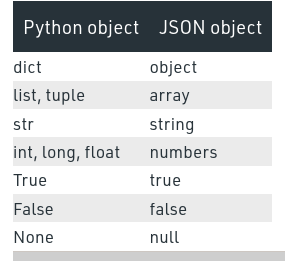 Python object JSON object
dict object
list, tuple array
str string
int, long, float numbers
True true
False false
None null